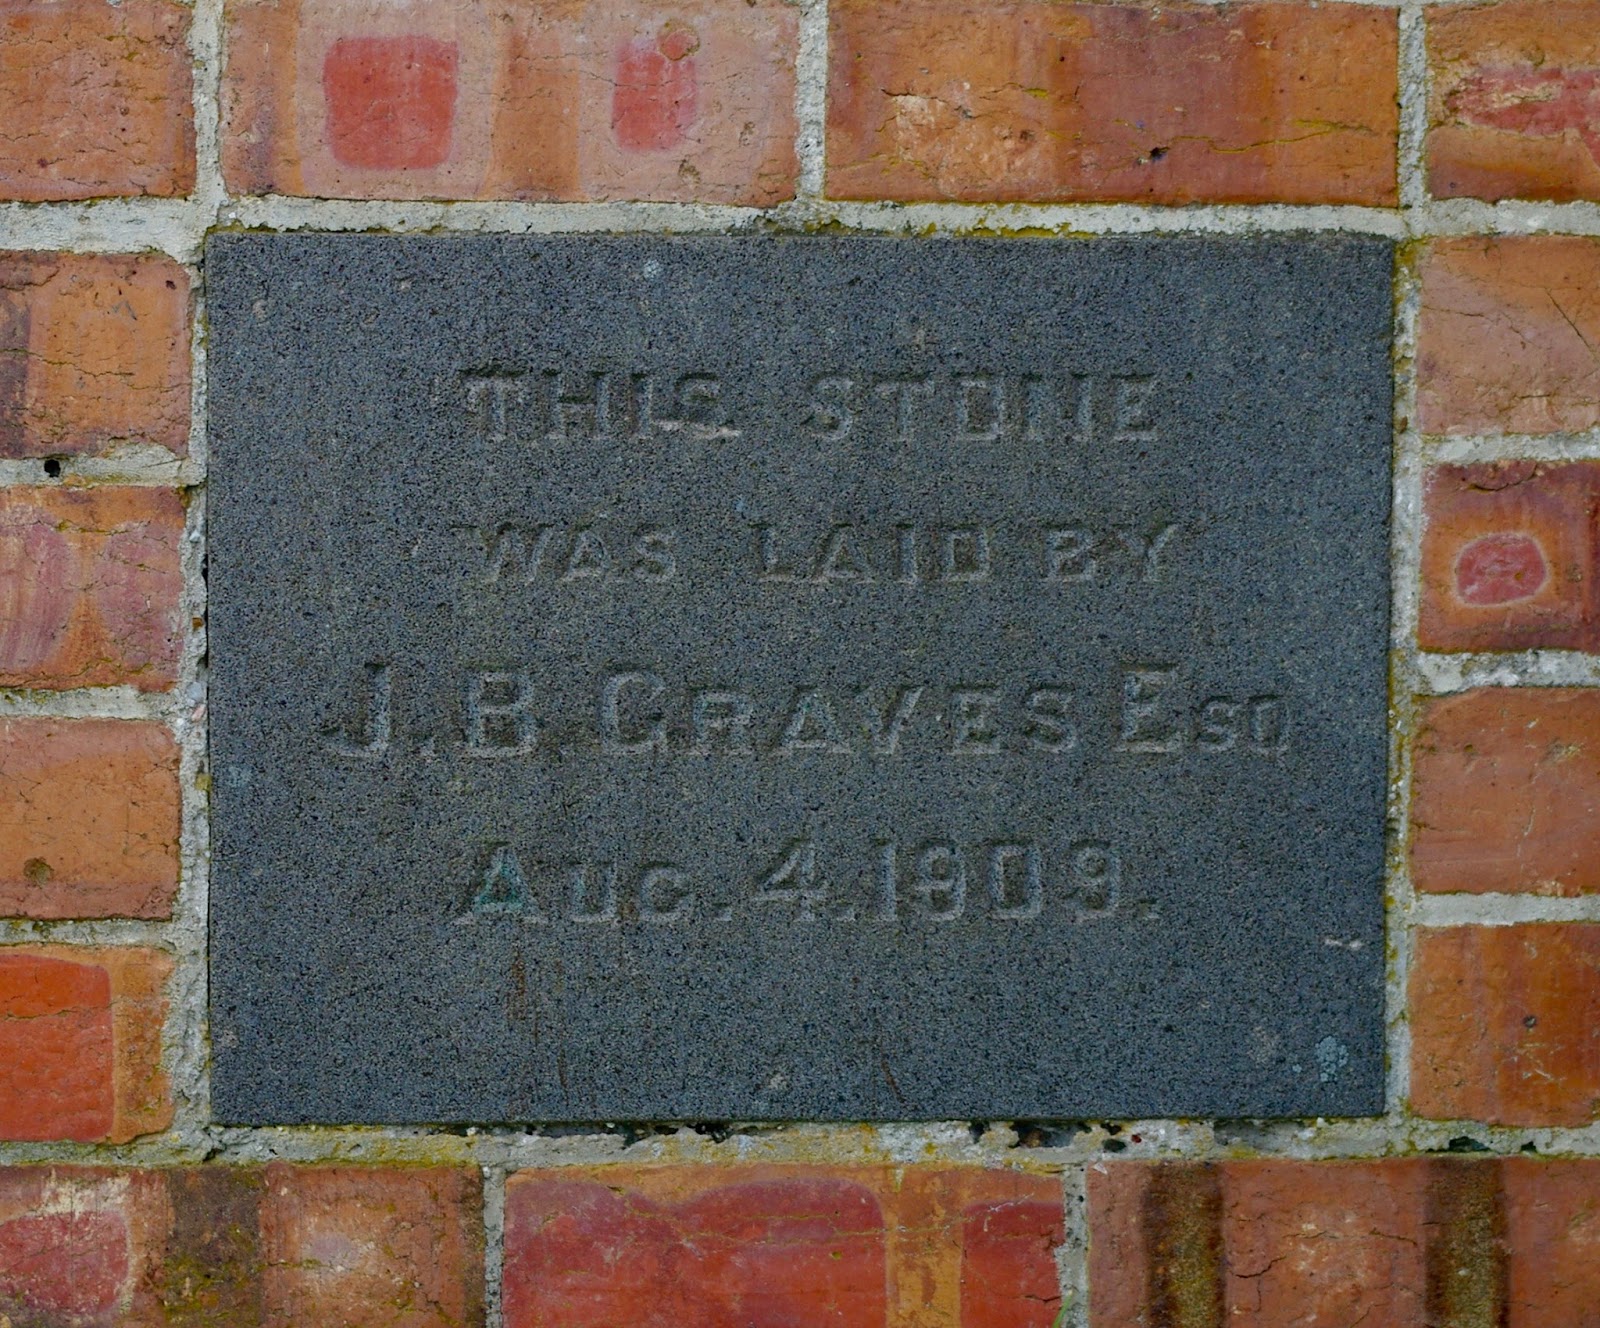 THIS STONE
WAS LAID BY
J.B. GRAVES ESQ
AUG. 4. 1909.